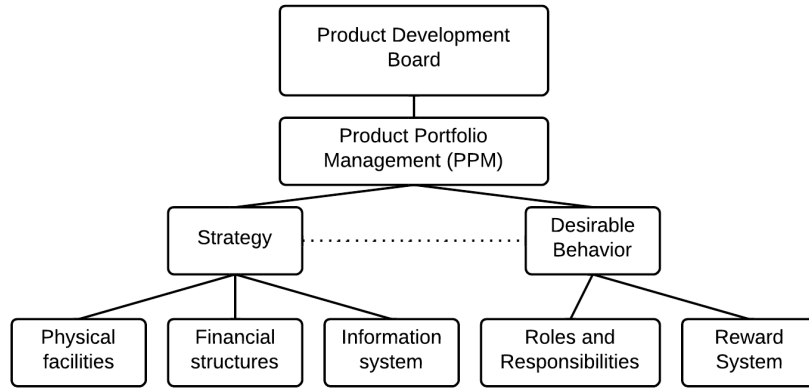 Product Development
Board
Product Portfolio
Management (PPM)
Strategy
Desirable
Behavior
Physical
facilities
Financial
structures
Information
system
Roles and
Responsibilities
Reward
System